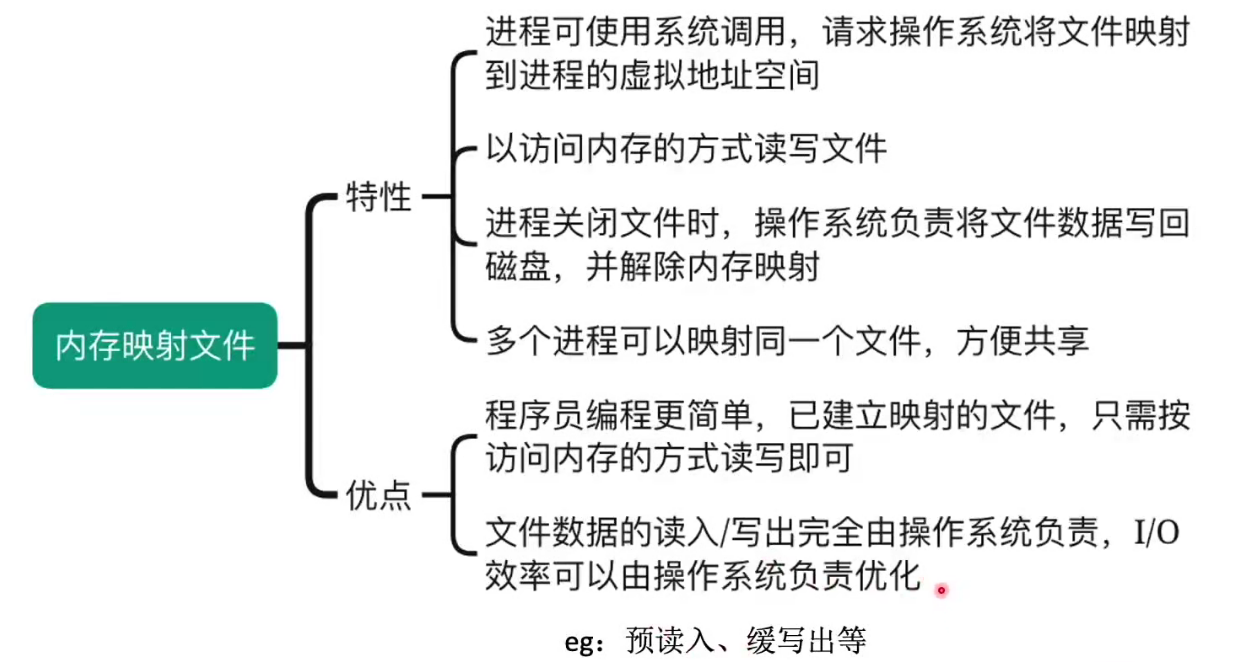 进程可使用系统调用，请求操作系统将文件映射
到进程的虚拟地址空间
以访问内存的方式读写文件
特性
进程关闭文件时，操作系统负责将文件数据写回
磁盘，并解除内存映射
多个进程可以映射同一个文件，方便共享
内存映射文件
程序员编程更简单，已建立映射的文件，只需按
访问内存的方式读写即可
优点
文件数据的读入/写出完全由操作系统负责，I/O
效率可以由操作系统负责优化
eg：预读入、缓写出等